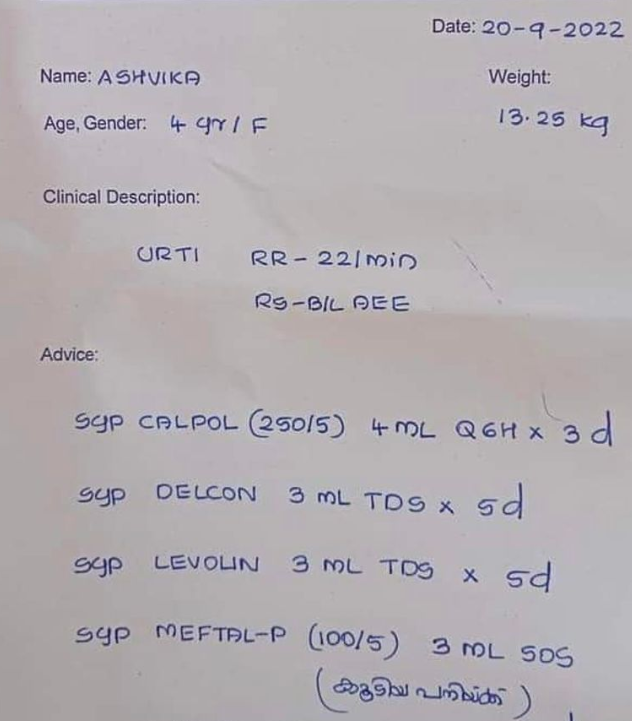 Date: 20-9-2022
Name: ASHVIKA Weight:
Age, Gender: 4 yr/ F 13.25 kg
Clinical Description:
URTI RR - 22/min
RS-B/L AEE
Advice:
Syp CALPOL (250/5) 4 mL Q6H x 3d
Syp DELCON 3 mL TDS x 5d
Syp LEVOLIN 3 mL TDS x 5d
Syp MEFTAL-P (100/5) 3 mL SOS
(കൂടിയ പനിയ്ക്ക്)